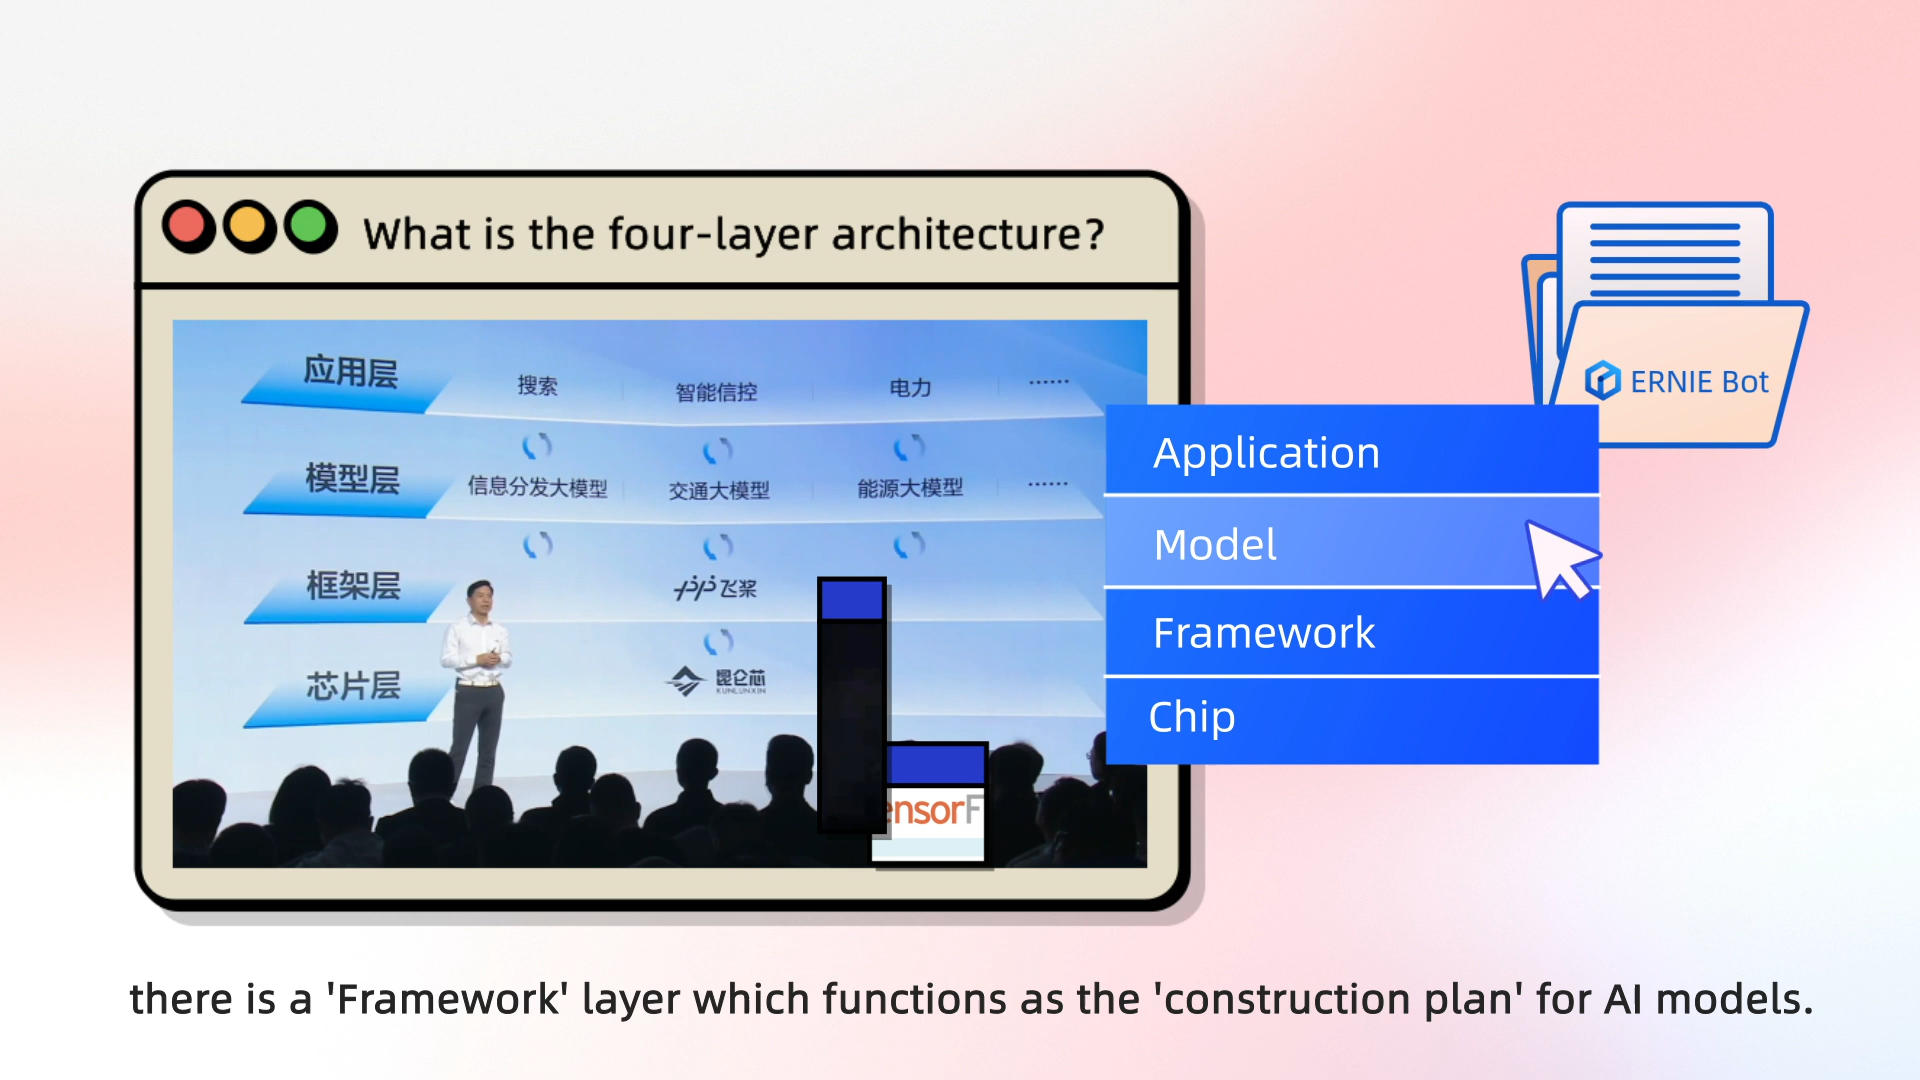 What is the four-layer architecture?
应用层
搜索
智能信控
电力
......
模型层
信息分发大模型
交通大模型
能源大模型
......
框架层
飞桨
芯片层
昆仑芯
KUNLUNXIN
ensorF
ERNIE Bot
Application
Model
Framework
Chip
there is a 'Framework' layer which functions as the 'construction plan' for AI models.